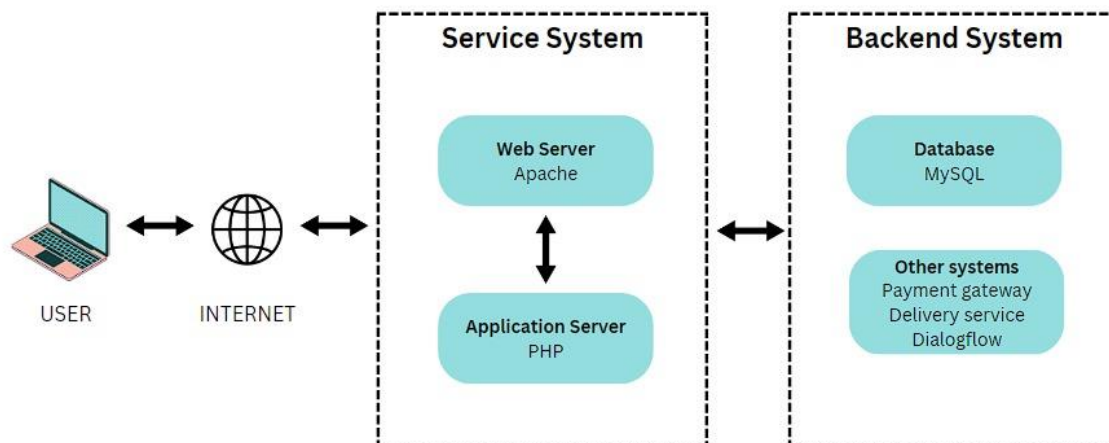 Service System
Backend System
Web Server
Apache
Database
MySQL
Other systems
Payment gateway
Delivery service
Dialogflow
USER
INTERNET
Application Server
PHP